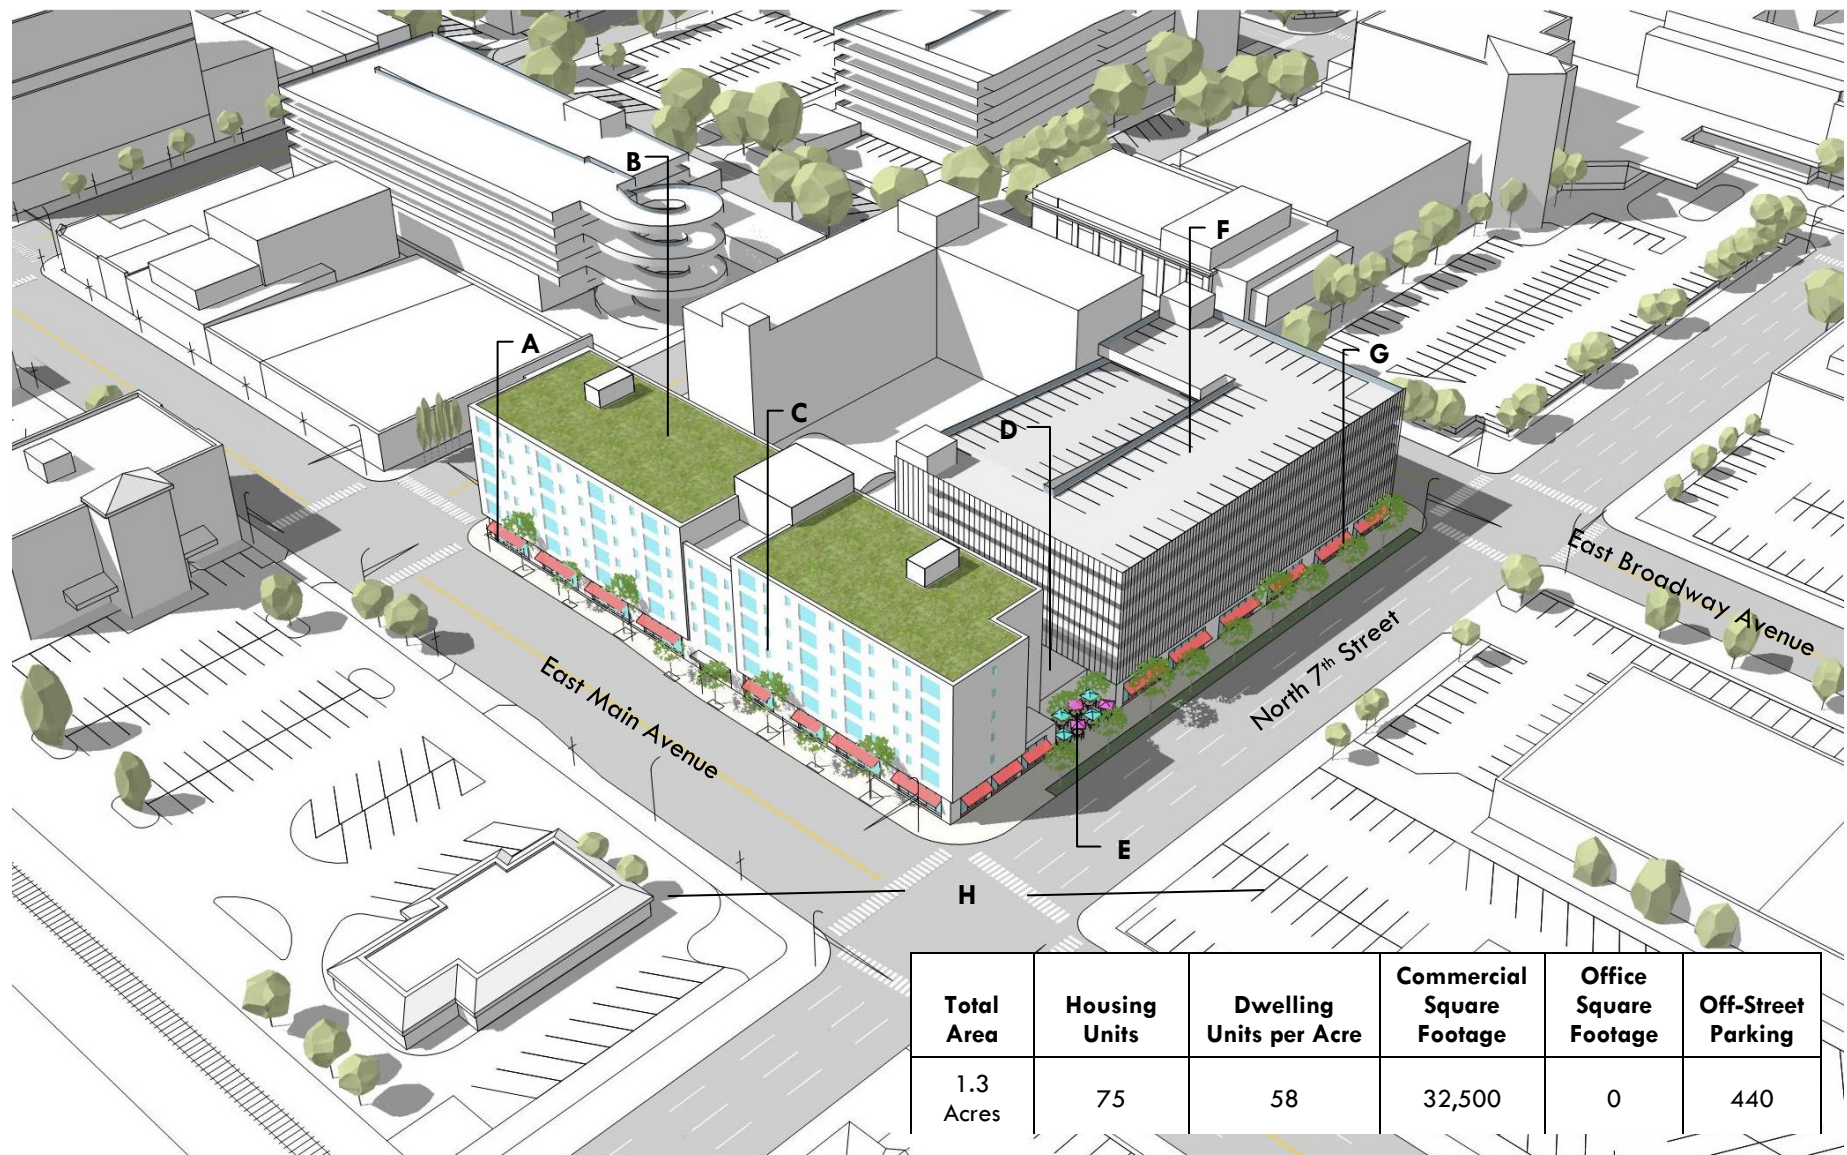 B
F
A
G
C
D
East Broadway Avenue
North 7th Street
East Main Avenue
E
H
Total Area
Housing Units
Dwelling Units per Acre
Commercial Square Footage
Office Square Footage
Off-Street Parking
1.3 Acres
75
58
32,500
0
440